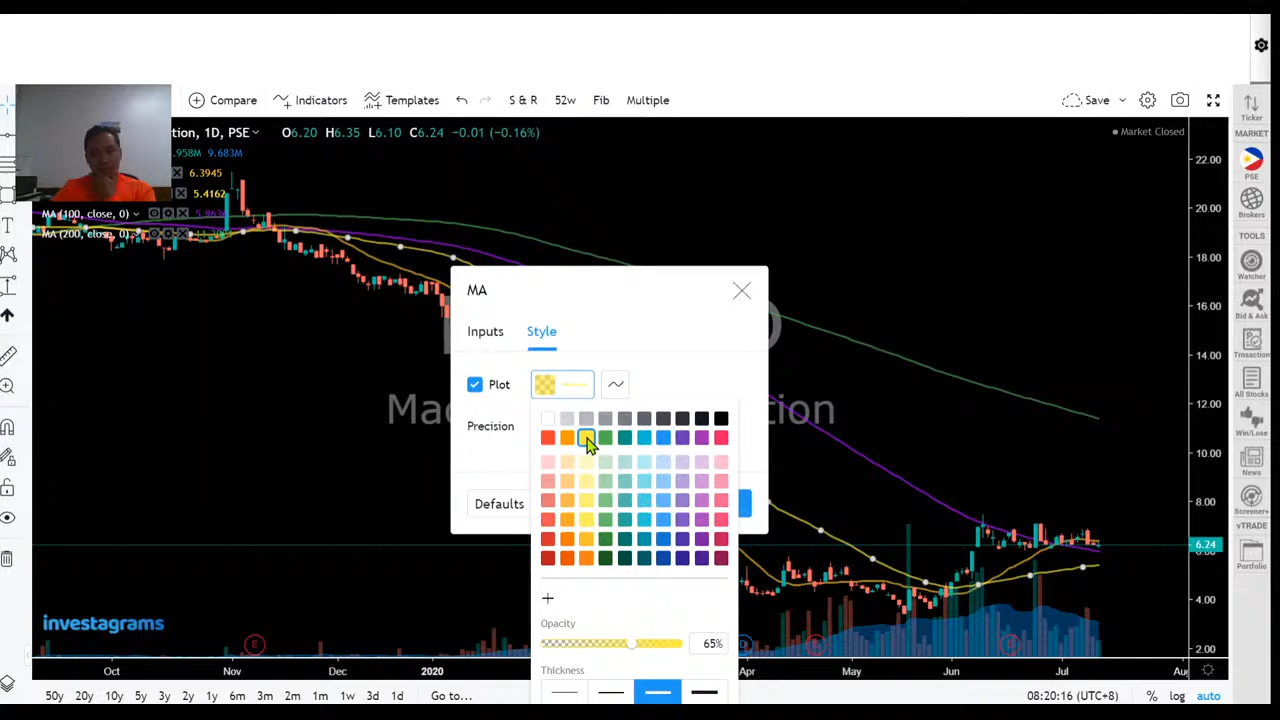 Compare Indicators Templates S & R 52w Fib Multiple Save
Ticker
tion, 1D, PSE O6.20 H6.35 L6.10 C6.24 −0.01 (−0.16%) Market Closed
MARKET
.958M 9.683M
6.3945
5.4162
MA (100, close, 0)
MA (200, close, 0)
22.00
20.00
18.00
16.00
14.00
12.00
10.00
8.00
6.24
4.00
2.00
PSE
Brokers
TOOLS
Watcher
Bid & Ask
Trnsaction
All Stocks
Win/Lose
News
Screener+
vTRADE
Portfolio
MA
Inputs Style
Plot
Precision
Defaults
Opacity
65%
Thickness
investagrams
E
Oct Nov Dec 2020 Apr May Jun Jul
50y 20y 10y 5y 3y 2y 1y 6m 3m 2m 1m 1w 3d 1d Go to... 08:20:16 (UTC+8) % log auto